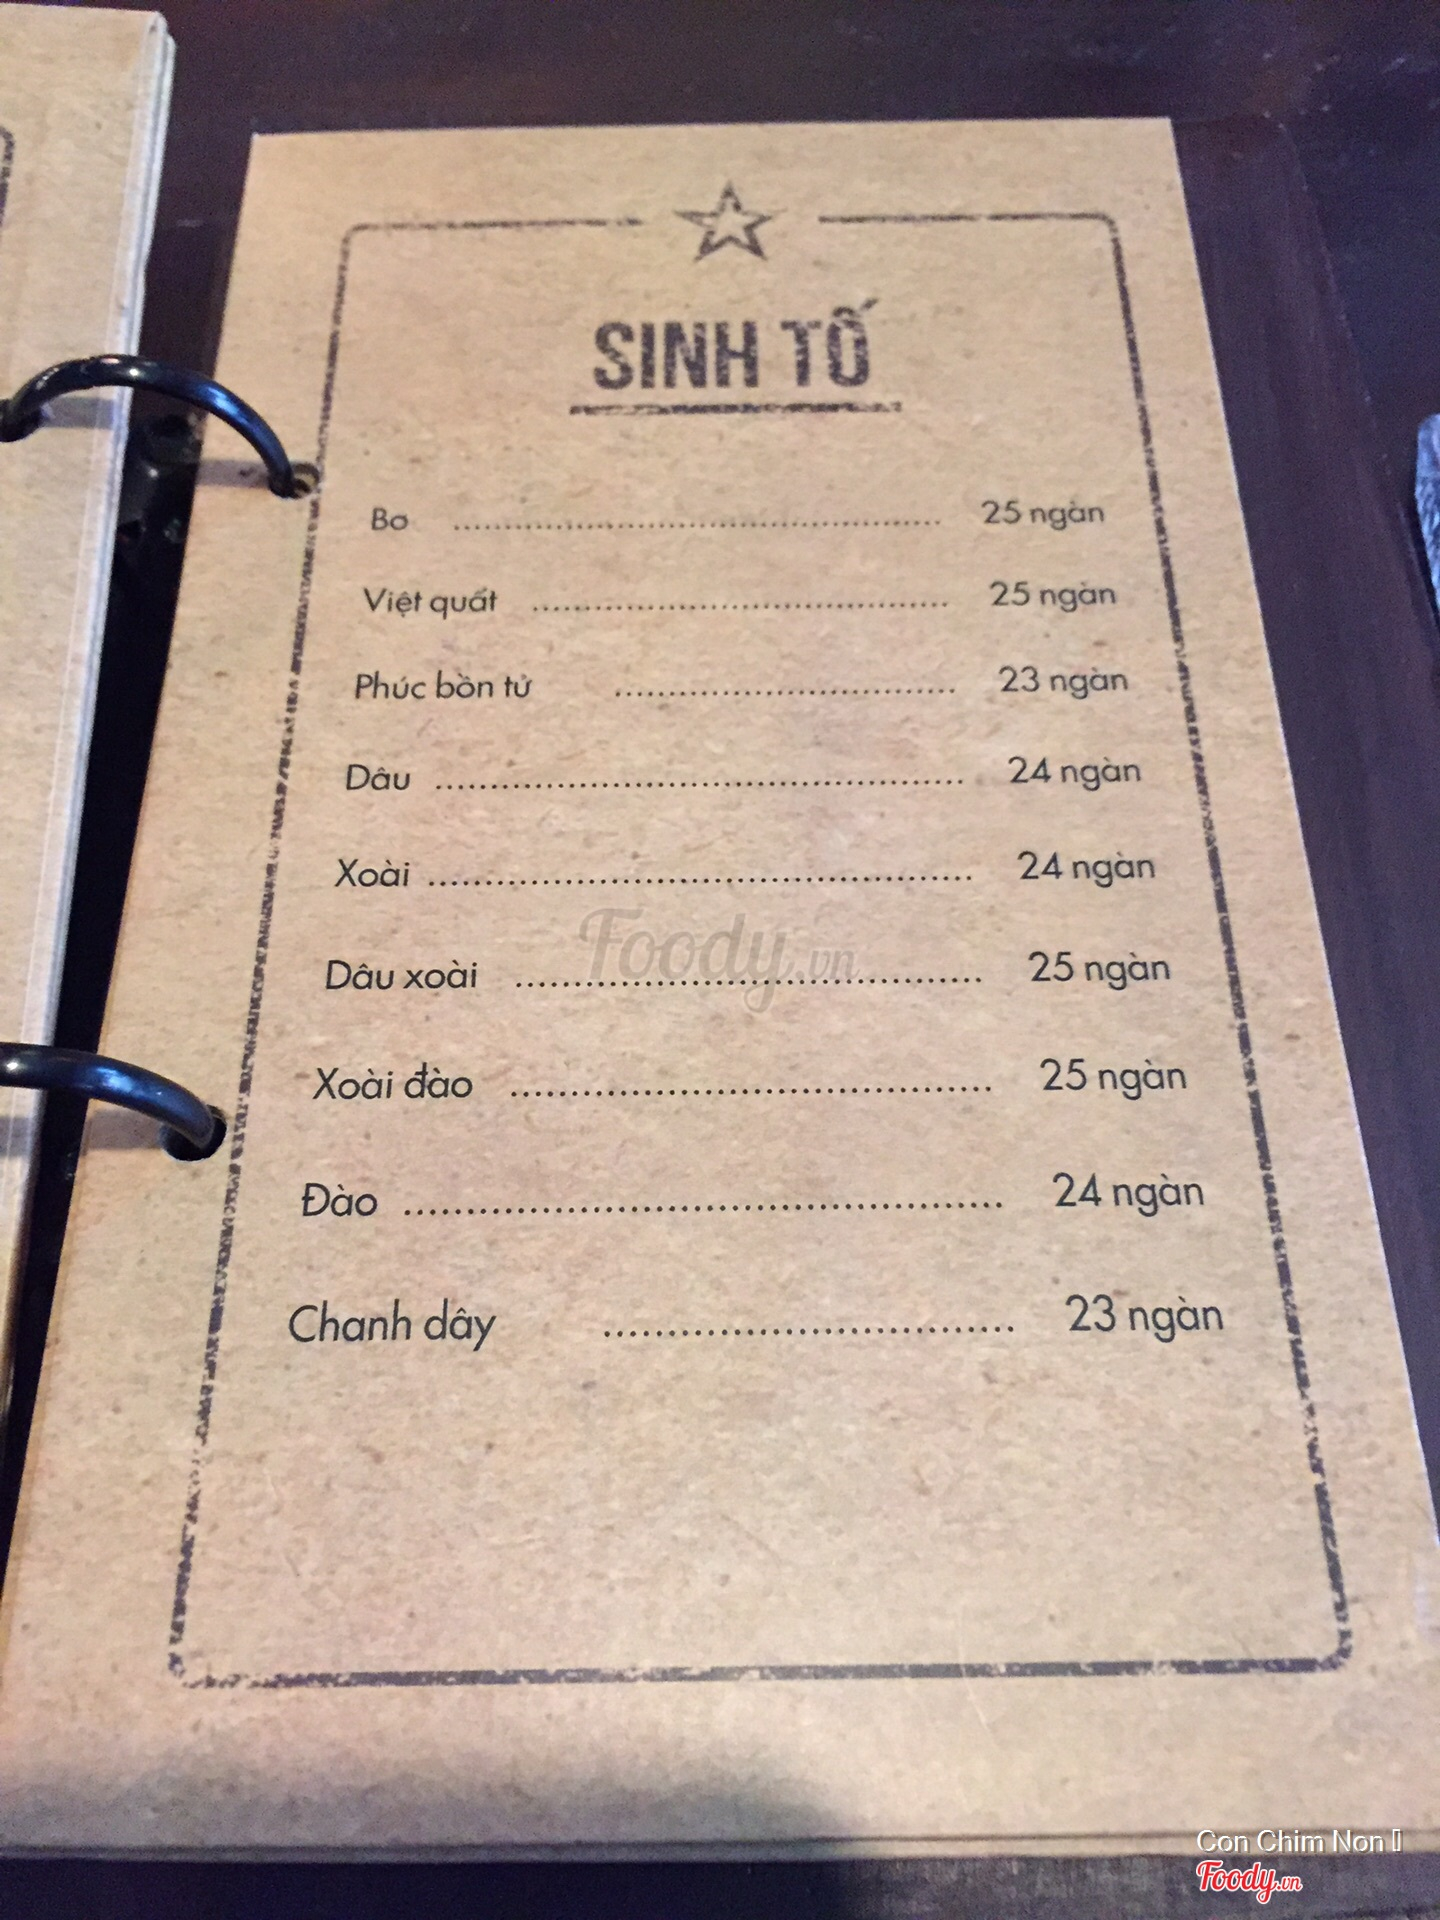 SINH TỐ
Bơ ........................................ 25 ngàn
Việt quất ........................................ 25 ngàn
Phúc bồn tử ........................................ 23 ngàn
Dâu ........................................ 24 ngàn
Xoài ........................................ 24 ngàn
Dâu xoài ........................................ 25 ngàn
Xoài đào ........................................ 25 ngàn
Đào ........................................ 24 ngàn
Chanh dây ........................................ 23 ngàn
Foody.vn
Con Chim Non
Foody.vn